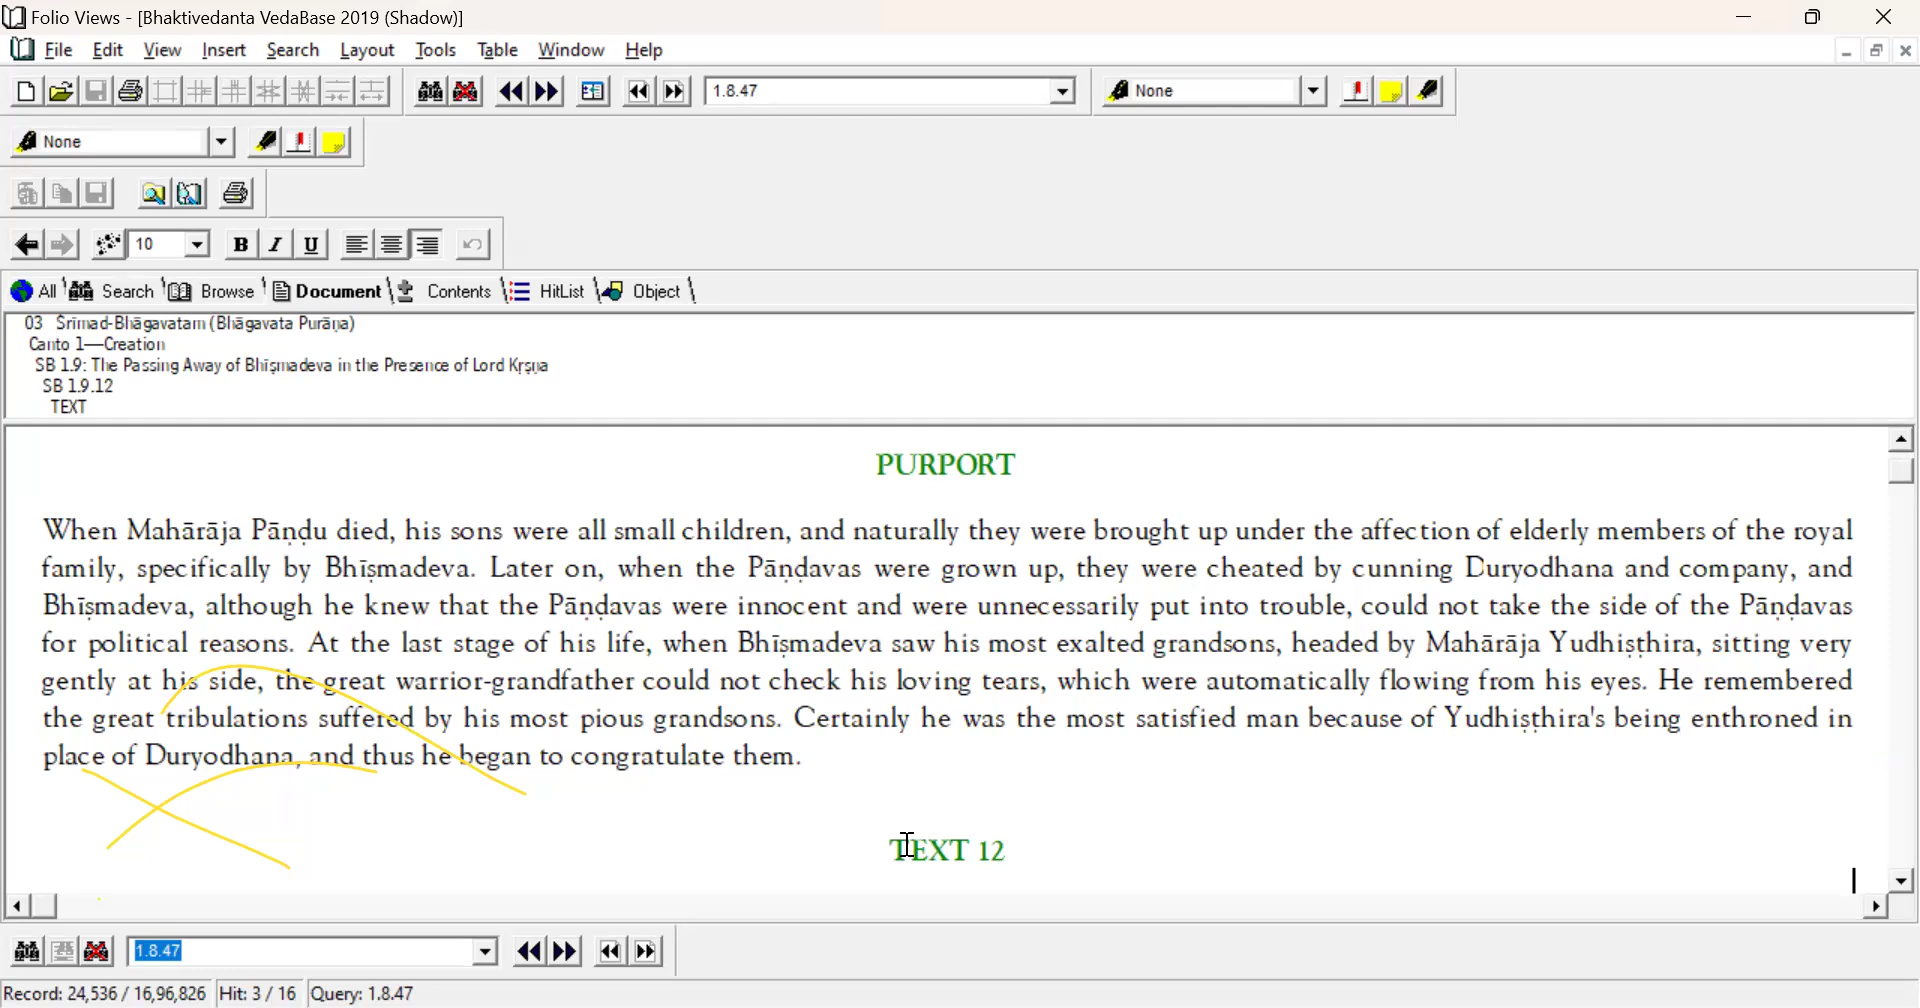 Folio Views - [Bhaktivedanta VedaBase 2019 (Shadow)]
File Edit View Insert Search Layout Tools Table Window Help
1.8.47 None
None
10 B I U
All Search Browse Document Contents HitList Object
03 Śrīmad-Bhāgavatam (Bhāgavata Purāṇa)
Canto 1—Creation
SB 1.9: The Passing Away of Bhīṣmadeva in the Presence of Lord Kṛṣṇa
SB 1.9.12
TEXT
PURPORT
When Mahārāja Pāṇḍu died, his sons were all small children, and naturally they were brought up under the affection of elderly members of the royal
family, specifically by Bhīṣmadeva. Later on, when the Pāṇḍavas were grown up, they were cheated by cunning Duryodhana and company, and
Bhīṣmadeva, although he knew that the Pāṇḍavas were innocent and were unnecessarily put into trouble, could not take the side of the Pāṇḍavas
for political reasons. At the last stage of his life, when Bhīṣmadeva saw his most exalted grandsons, headed by Mahārāja Yudhiṣṭhira, sitting very
gently at his side, the great warrior-grandfather could not check his loving tears, which were automatically flowing from his eyes. He remembered
the great tribulations suffered by his most pious grandsons. Certainly he was the most satisfied man because of Yudhiṣṭhira's being enthroned in
place of Duryodhana, and thus he began to congratulate them.
TEXT 12
1.8.47
Record: 24,536 / 16,96,826 Hit: 3 / 16 Query: 1.8.47